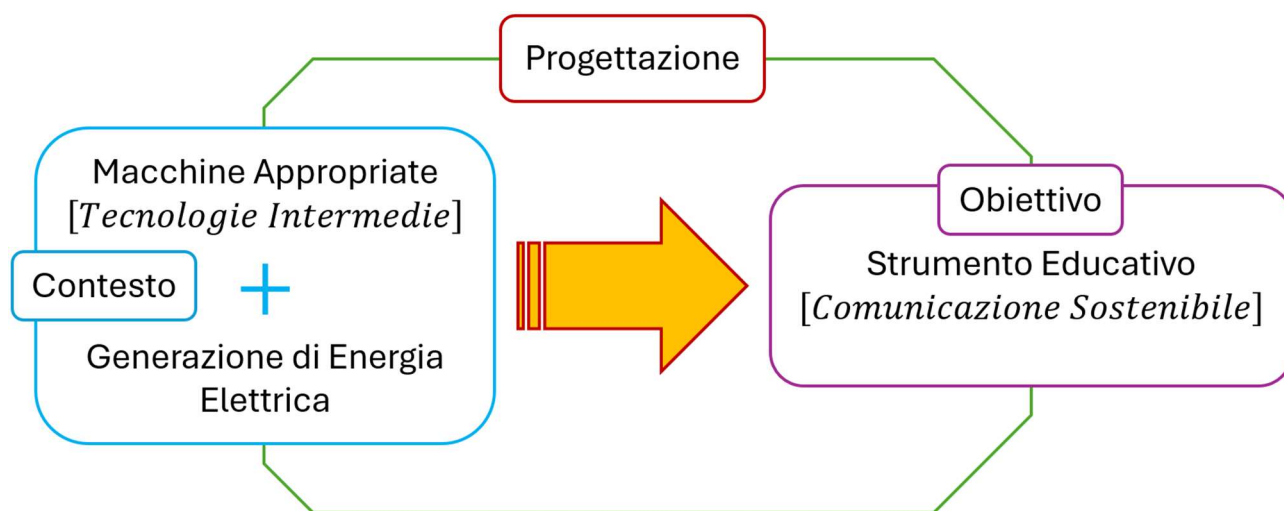 Progettazione
Macchine Appropriate
[Tecnologie Intermedie]
Contesto
+
Generazione di Energia
Elettrica
Obiettivo
Strumento Educativo
[Comunicazione Sostenibile]